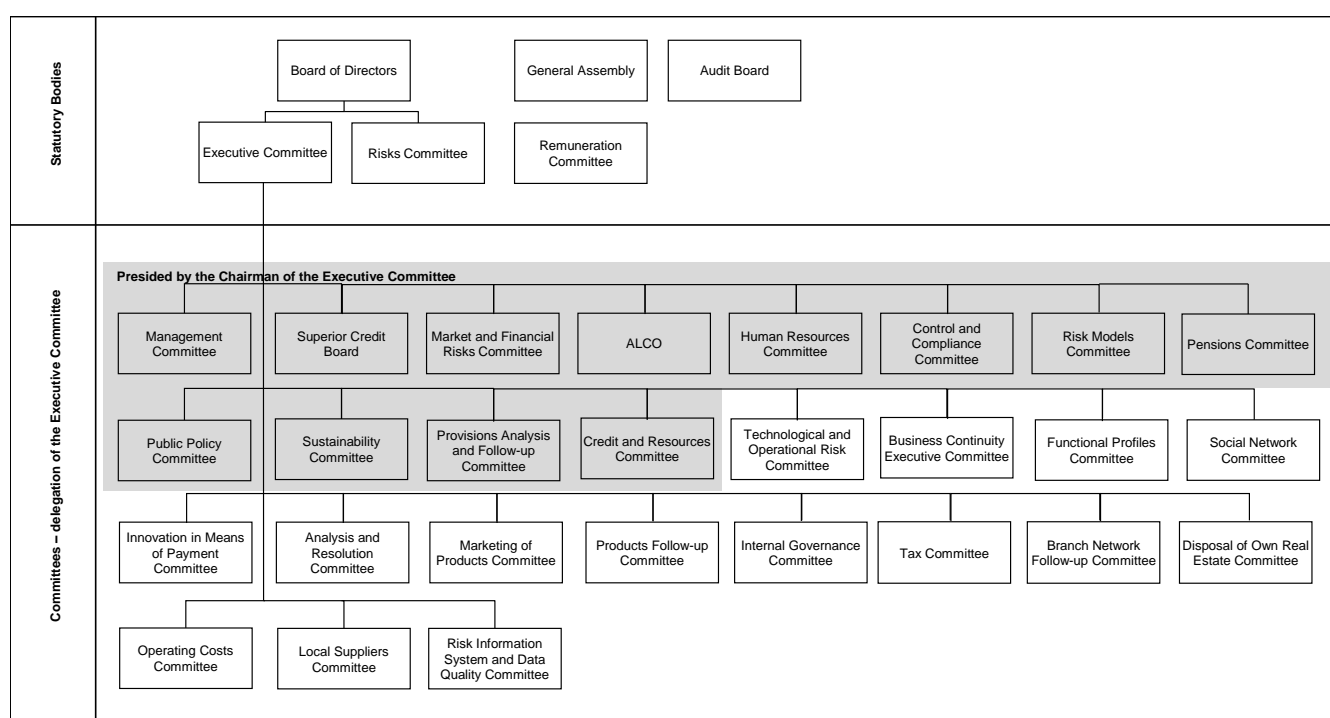 Statutory Bodies
Board of Directors
General Assembly
Audit Board
Executive Committee
Risks Committee
Remuneration
Committee
Committees – delegation of the Executive Committee
Presided by the Chairman of the Executive Committee
Management
Committee
Superior Credit
Board
Market and Financial
Risks Committee
ALCO
Human Resources
Committee
Control and
Compliance
Committee
Risk Models
Committee
Pensions Committee
Public Policy
Committee
Sustainability
Committee
Provisions Analysis
and Follow-up
Committee
Credit and Resources
Committee
Technological and
Operational Risk
Committee
Business Continuity
Executive Committee
Functional Profiles
Committee
Social Network
Committee
Innovation in Means
of Payment
Committee
Analysis and
Resolution
Committee
Marketing of
Products Committee
Products Follow-up
Committee
Internal Governance
Committee
Tax Committee
Branch Network
Follow-up Committee
Disposal of Own Real
Estate Committee
Operating Costs
Committee
Local Suppliers
Committee
Risk Information
System and Data
Quality Committee